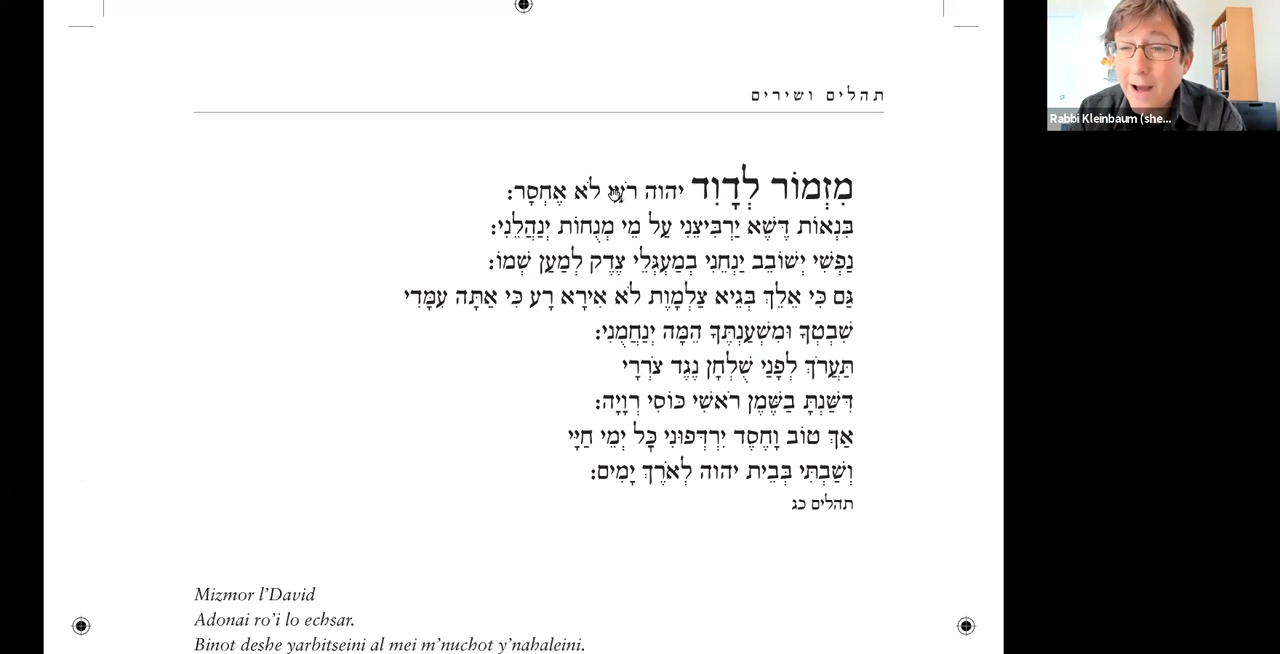 תהלים ושירים
מִזְמוֹר לְדָוִד יהוה לֹא אֶחְסָר:
בִּנְאוֹת דֶּשֶׁא יַרְבִּיצֵנִי עַל מֵי מְנֻחוֹת יְנַהֲלֵנִי:
נַפְשִׁי יְשׁוֹבֵב יַנְחֵנִי בְמַעְגְּלֵי צֶדֶק לְמַעַן שְׁמוֹ:
גַּם כִּי אֵלֵךְ בְּגֵיא צַלְמָוֶת לֹא אִירָא רָע כִּי אַתָּה עִמָּדִי
שִׁבְטְךָ וּמִשְׁעַנְתֶּךָ הֵמָּה יְנַחֲמֻנִי:
תַּעֲרֹךְ לְפָנַי שֻׁלְחָן נֶגֶד צֹרְרָי
דִּשַּׁנְתָּ בַשֶּׁמֶן רֹאשִׁי כּוֹסִי רְוָיָה:
אַךְ טוֹב וָחֶסֶד יִרְדְּפוּנִי כָּל יְמֵי חַיָּי
וְשַׁבְתִּי בְּבֵית יהוה לְאֹרֶךְ יָמִים:
תהלים כג
Mizmor l'David
Adonai ro'i lo echsar.
Binot deshe yarbitseini al mei m'nuchot y'nahaleini.
Rabbi Kleinbaum (she...